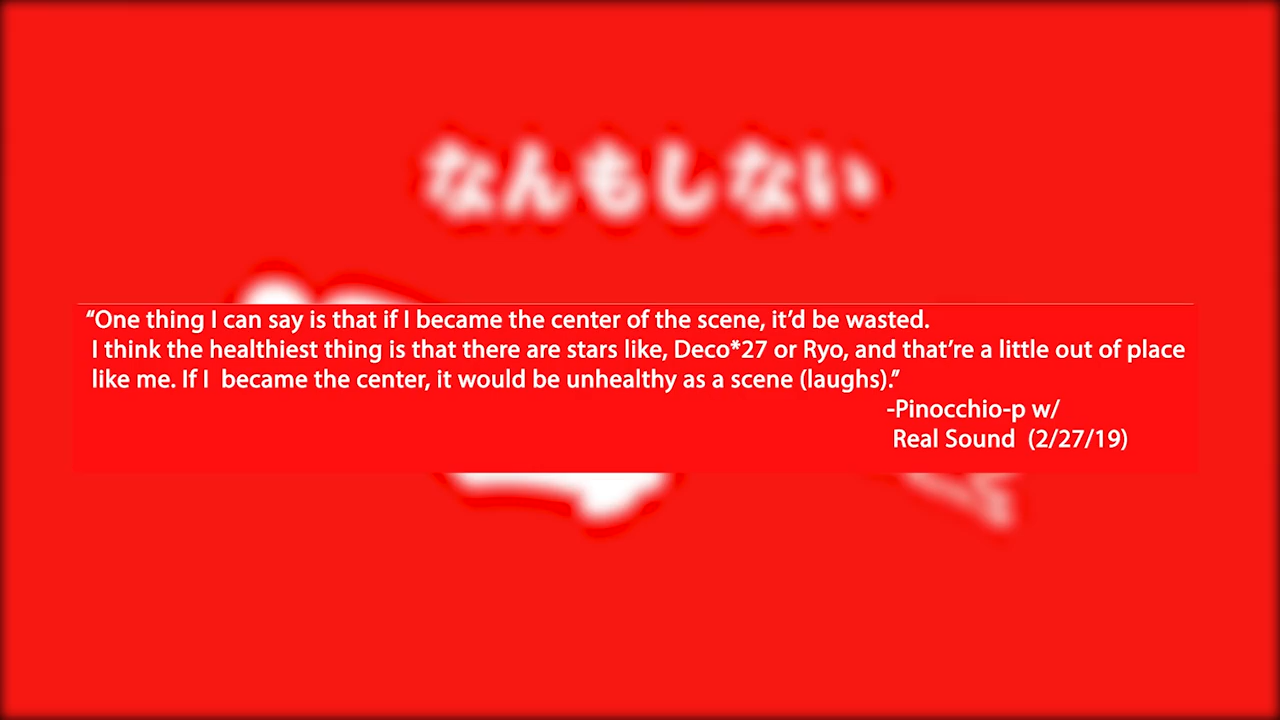 なんもしない
“One thing I can say is that if I became the center of the scene, it’d be wasted.
I think the healthiest thing is that there are stars like, Deco*27 or Ryo, and that’re a little out of place
like me. If I became the center, it would be unhealthy as a scene (laughs).”
-Pinocchio-p w/
Real Sound (2/27/19)